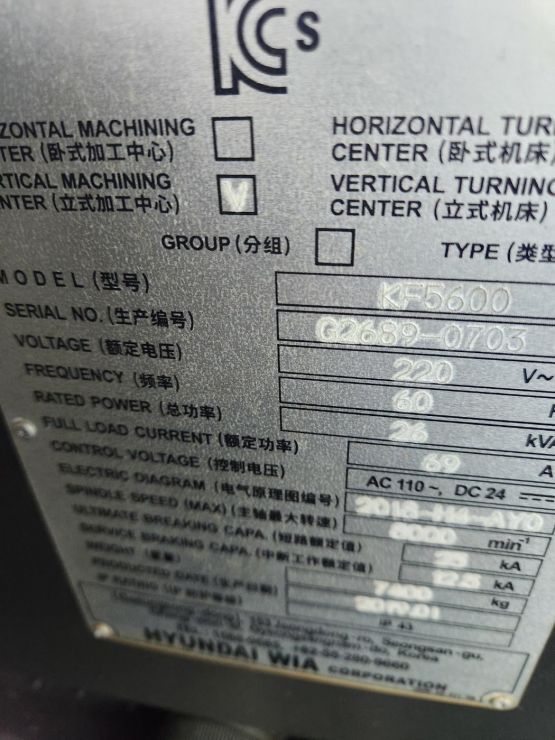 KCs
ZONTAL MACHINING
TER (卧式加工中心)
HORIZONTAL TUR
CENTER (卧式机床)
RTICAL MACHINING
NTER (立式加工中心) V
VERTICAL TURNING
CENTER (立式机床)
GROUP (分组)
TYPE (类型
MODEL (型号) KF5600
SERIAL NO. (生产编号) G2689-0703
VOLTAGE (额定电压) 220 V~
FREQUENCY (频率) 60
RATED POWER (总功率) 26 kVA
FULL LOAD CURRENT (额定功率) 69 A
CONTROL VOLTAGE (控制电压) AC 110 ~, DC 24
ELECTRIC DIAGRAM (电气原理图编号)
SPINDLE SPEED (MAX) (主轴最大转速) 8000 min⁻¹
ULTIMATE BREAKING CAPA. (短路额定值) kA
SERVICE BRAKING CAPA. (中断工作额定值) kA
WEIGHT (重量) kg
PRODUCTED DATE (生产日期) 2019.01
IP RATING
HYUNDAI WIA CORPORATION